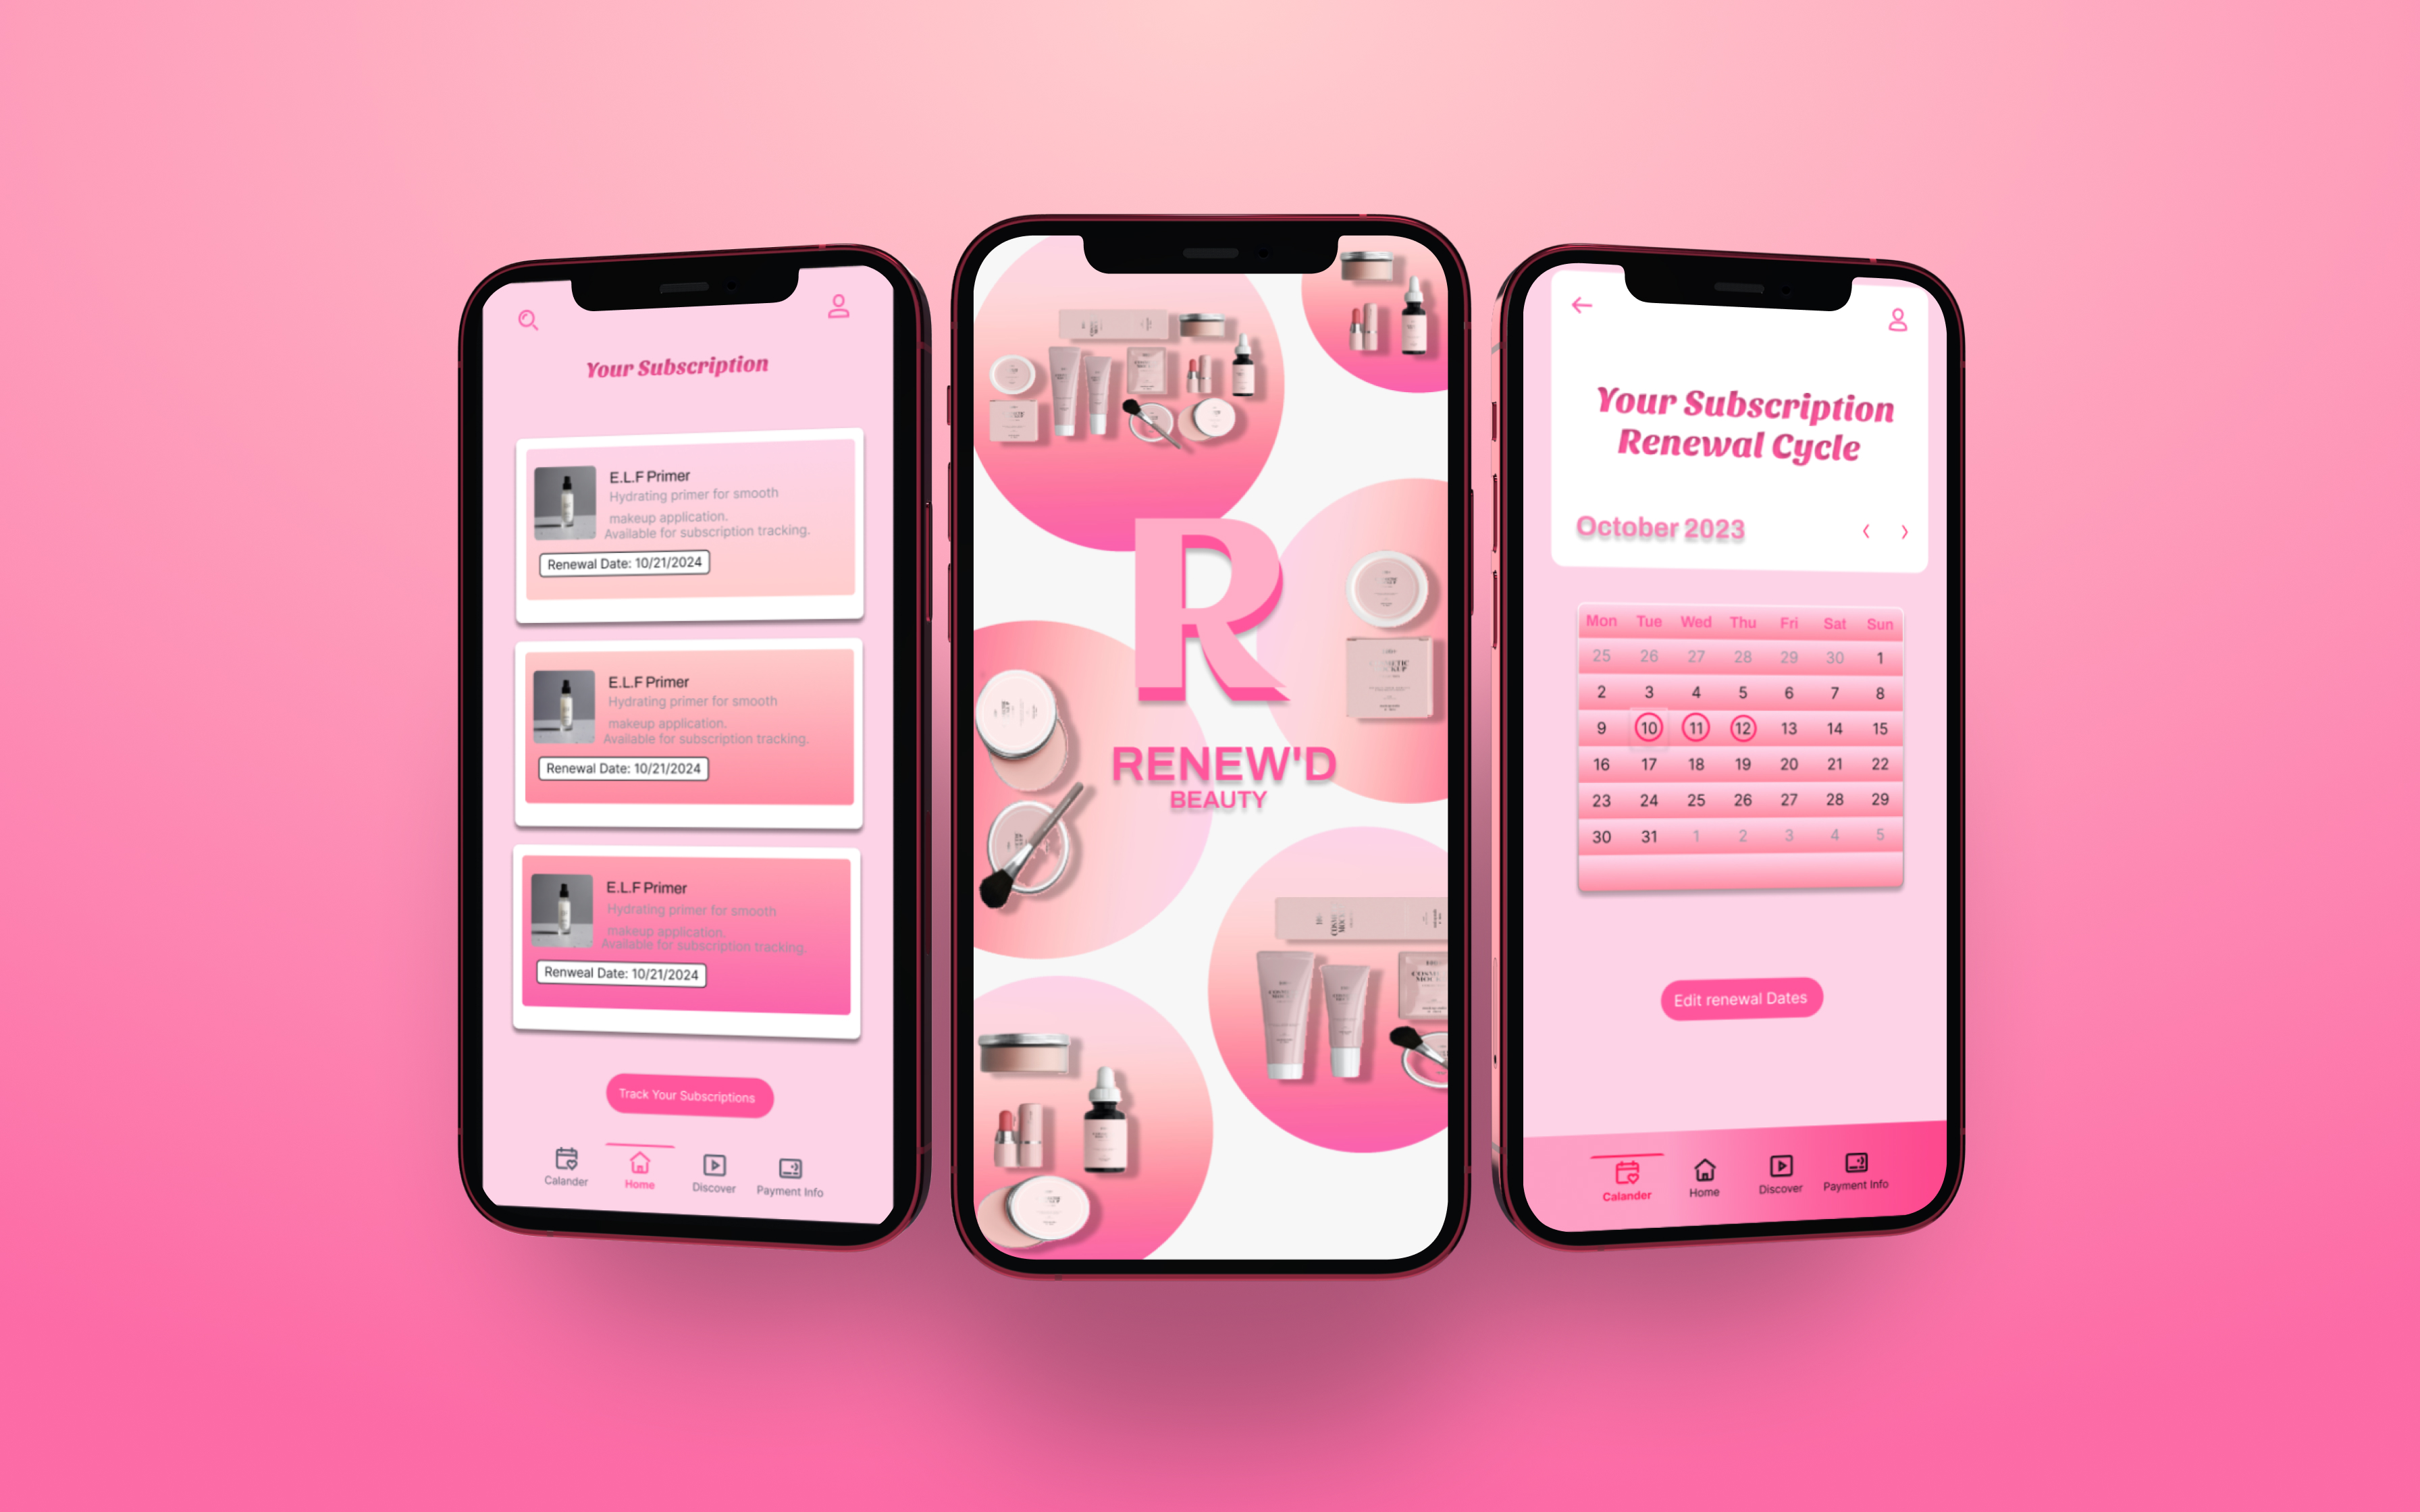 Your Subscription
E.L.F Primer
Hydrating primer for smooth
makeup application.
Available for subscription tracking.
Renewal Date: 10/21/2024
E.L.F Primer
Hydrating primer for smooth
makeup application.
Available for subscription tracking.
Renewal Date: 10/21/2024
E.L.F Primer
Hydrating primer for smooth
makeup application.
Available for subscription tracking.
Renweal Date: 10/21/2024
Track Your Subscriptions
Calander Home Discover Payment Info
R
RENEW'D
BEAUTY
Your Subscription
Renewal Cycle
October 2023
Mon Tue Wed Thu Fri Sat Sun
25 26 27 28 29 30 1
2 3 4 5 6 7 8
9 10 11 12 13 14 15
16 17 18 19 20 21 22
23 24 25 26 27 28 29
30 31 1 2 3 4 5
Edit renewal Dates
Calander Home Discover Payment Info